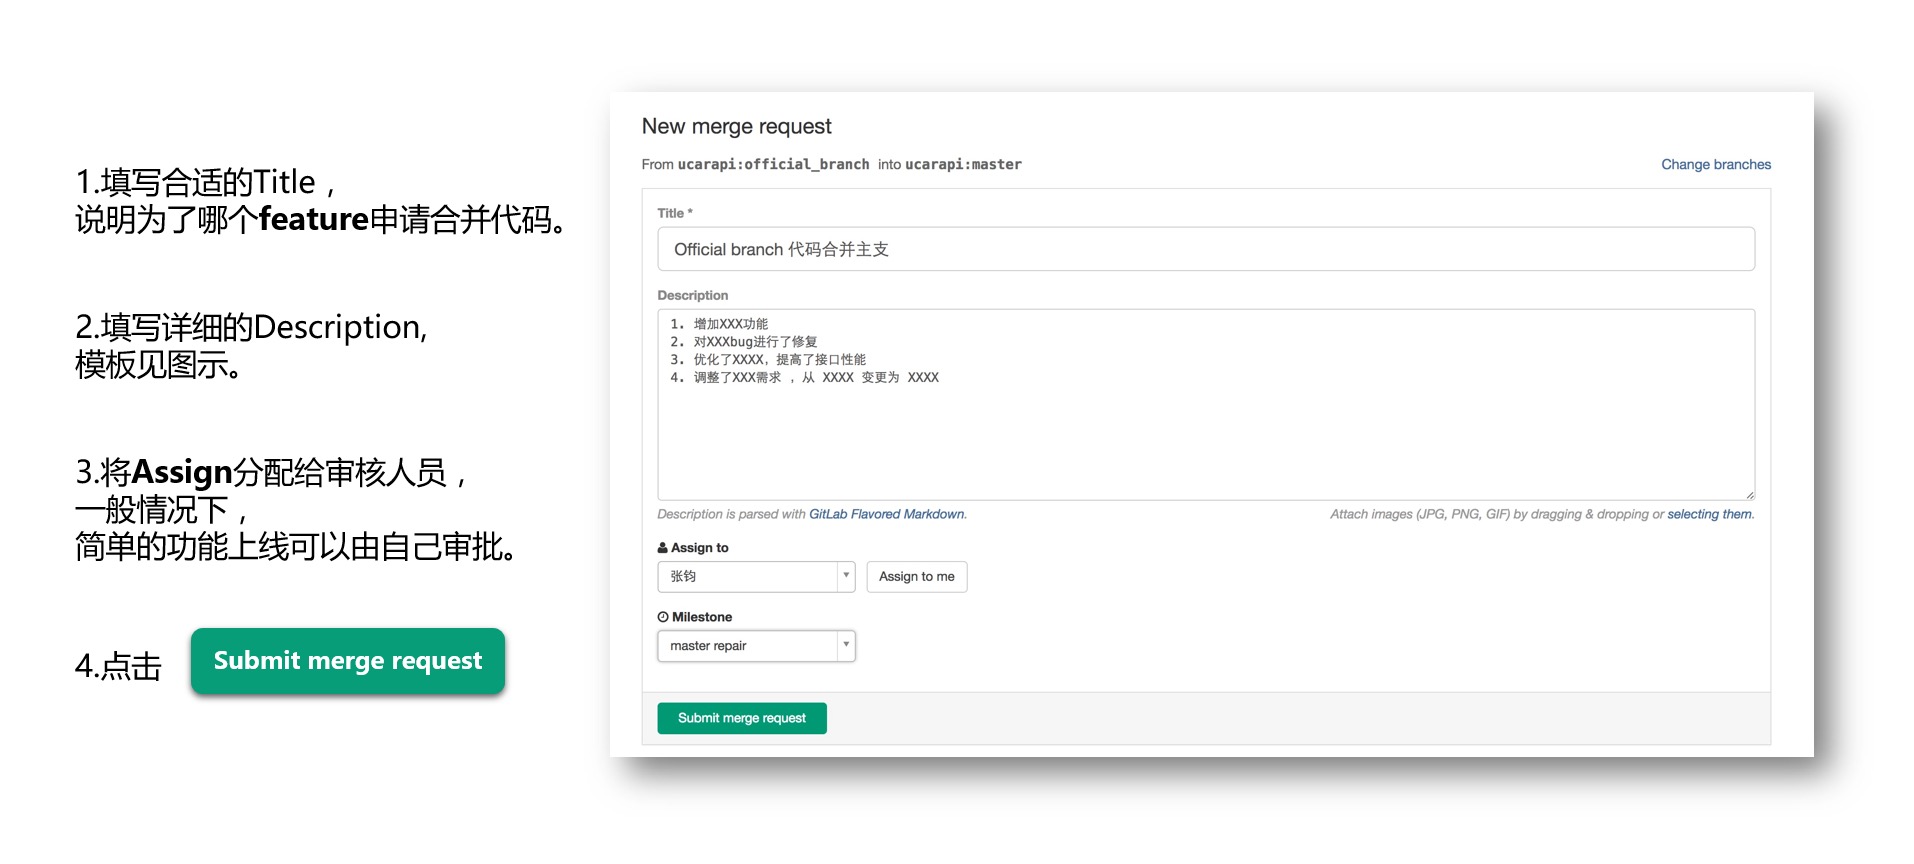 1.填写合适的Title，
说明为了哪个feature申请合并代码。
2.填写详细的Description,
模板见图示。
3.将Assign分配给审核人员，
一般情况下，
简单的功能上线可以由自己审批。
4.点击 Submit merge request
New merge request
From ucarapi:official_branch into ucarapi:master Change branches
Title *
Official branch 代码合并主支
Description
1. 增加XXX功能
2. 对XXXbug进行了修复
3. 优化了XXXX，提高了接口性能
4. 调整了XXX需求 ，从 XXXX 变更为 XXXX
Description is parsed with GitLab Flavored Markdown. Attach images (JPG, PNG, GIF) by dragging & dropping or selecting them.
Assign to
张钧 Assign to me
Milestone
master repair
Submit merge request